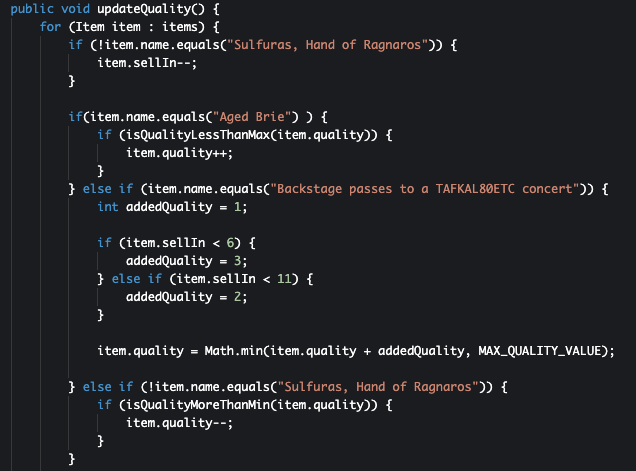 public void updateQuality() {
for (Item item : items) {
if (!item.name.equals("Sulfuras, Hand of Ragnaros")) {
item.sellIn--;
}
if(item.name.equals("Aged Brie") ) {
if (isQualityLessThanMax(item.quality)) {
item.quality++;
}
} else if (item.name.equals("Backstage passes to a TAFKAL80ETC concert")) {
int addedQuality = 1;
if (item.sellIn < 6) {
addedQuality = 3;
} else if (item.sellIn < 11) {
addedQuality = 2;
}
item.quality = Math.min(item.quality + addedQuality, MAX_QUALITY_VALUE);
} else if (!item.name.equals("Sulfuras, Hand of Ragnaros")) {
if (isQualityMoreThanMin(item.quality)) {
item.quality--;
}
}